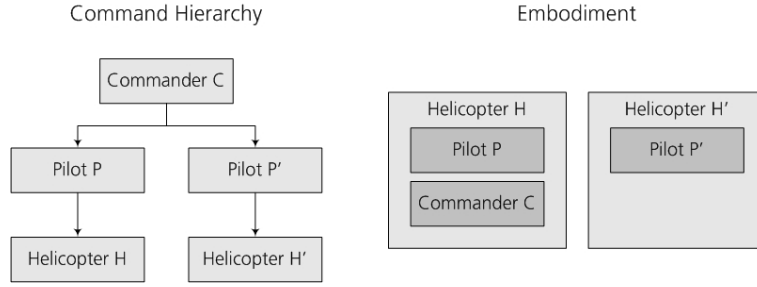 Command Hierarchy
Commander C
Pilot P
Pilot P'
Helicopter H
Helicopter H'
Embodiment
Helicopter H
Pilot P
Commander C
Helicopter H'
Pilot P'